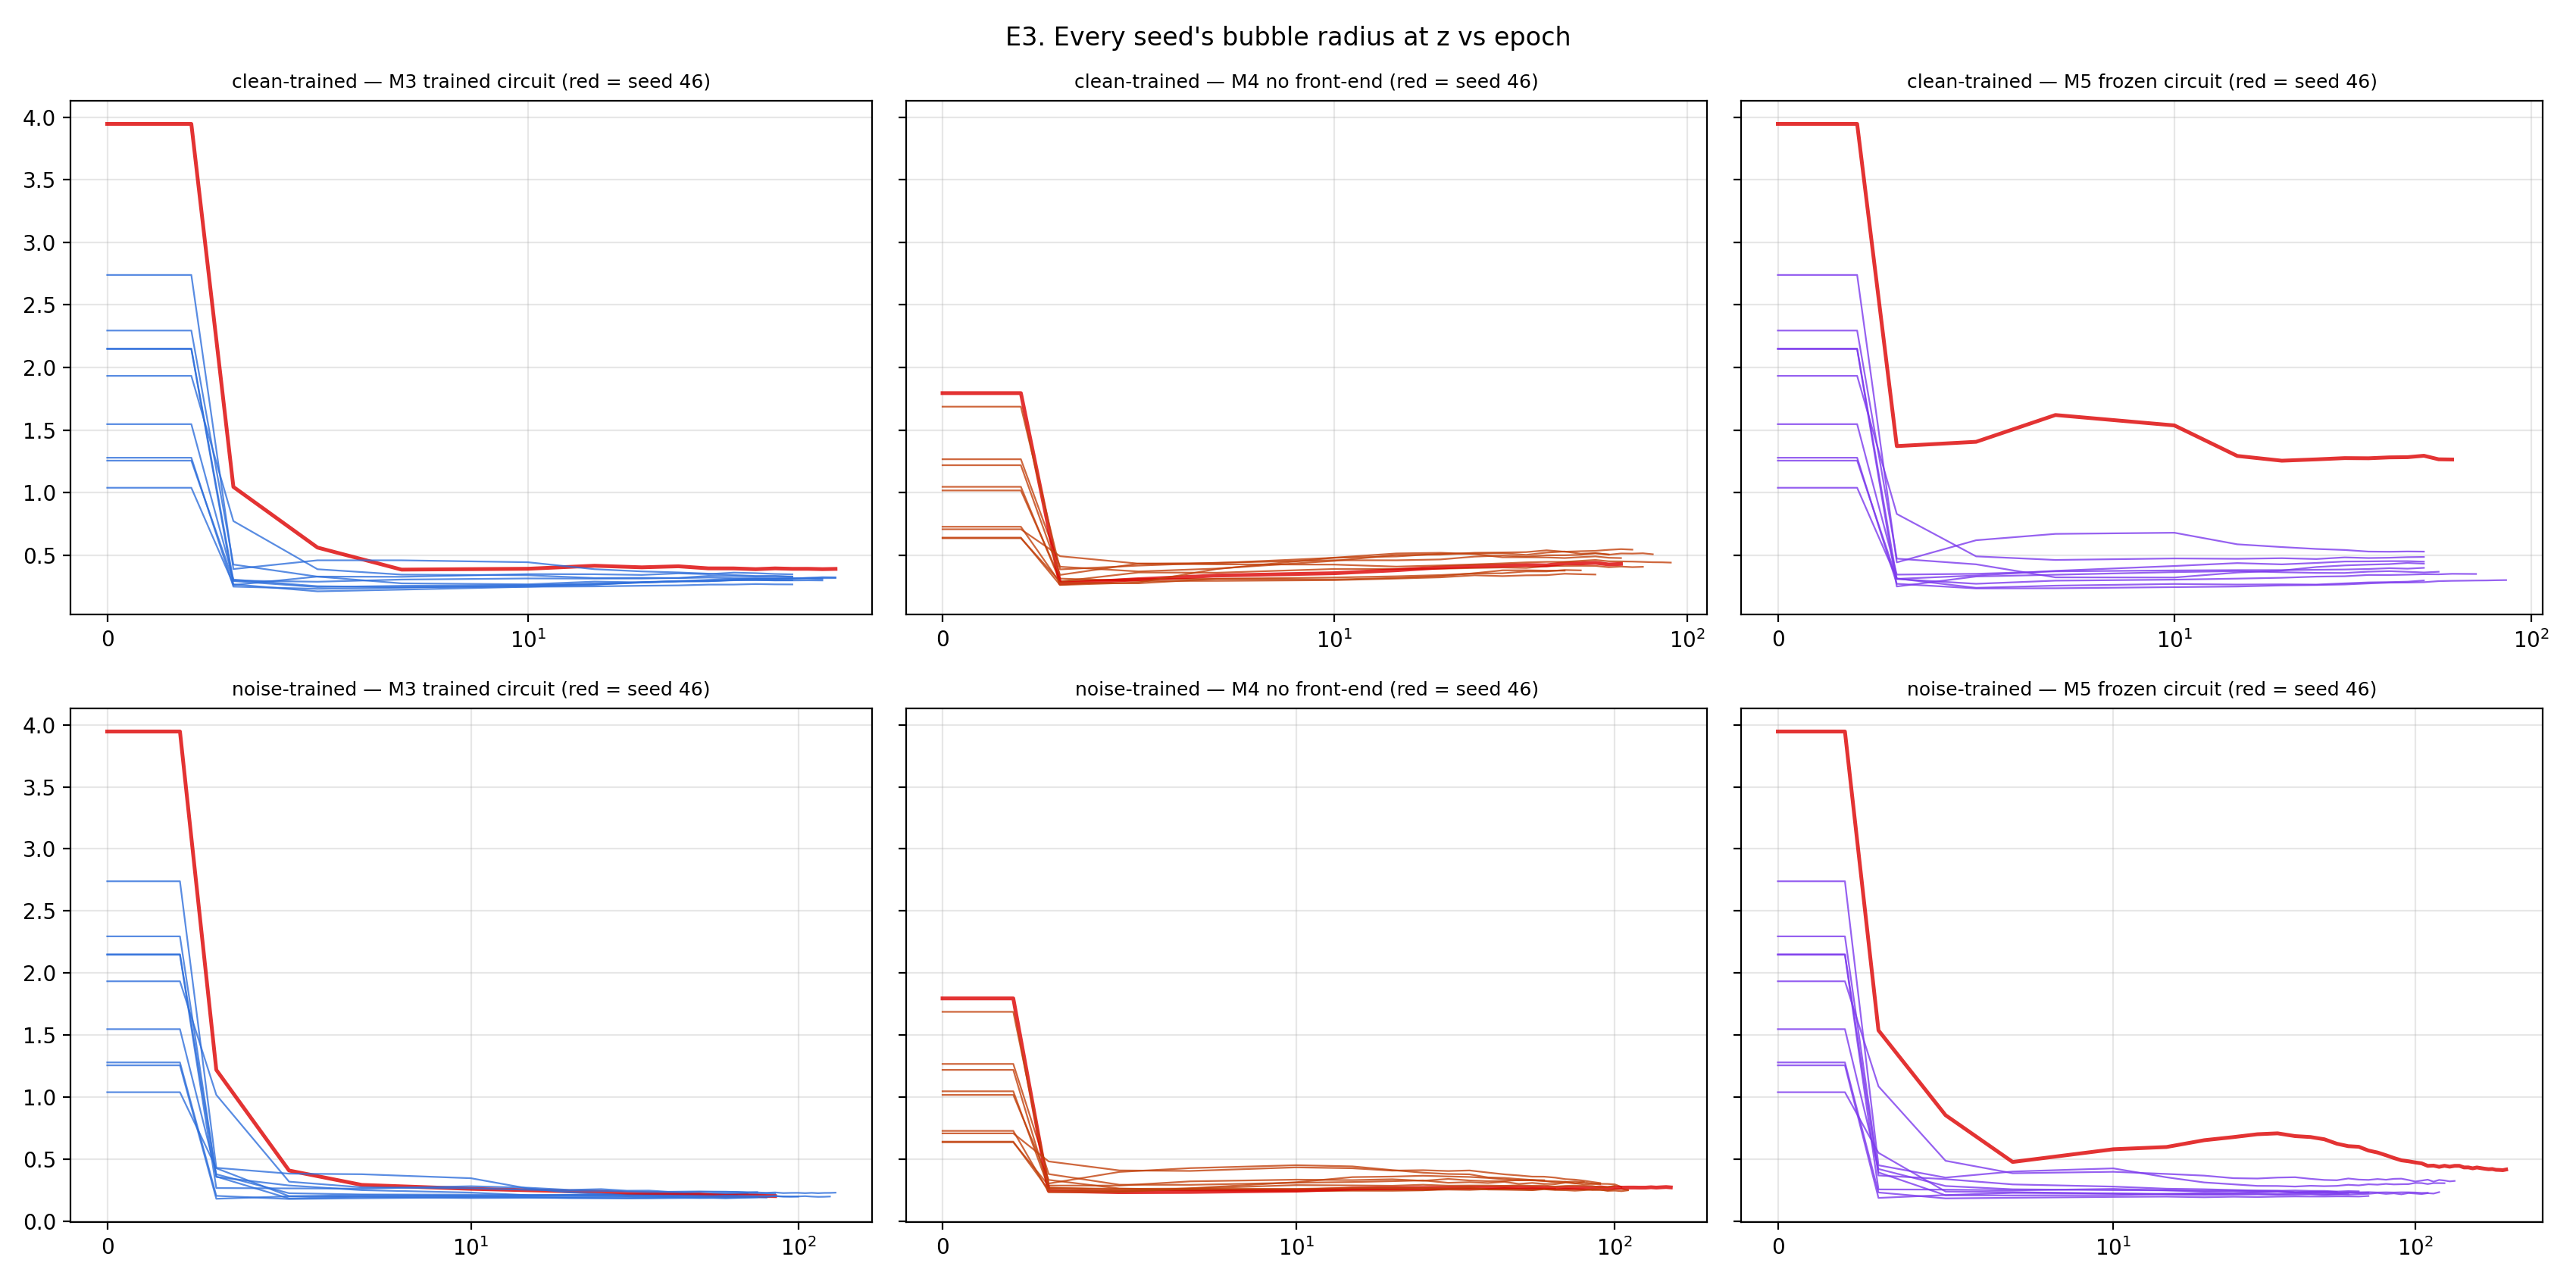 E3. Every seed's bubble radius at z vs epoch
clean-trained — M3 trained circuit (red = seed 46)
clean-trained — M4 no front-end (red = seed 46)
clean-trained — M5 frozen circuit (red = seed 46)
4.0
3.5
3.0
2.5
2.0
1.5
1.0
0.5
0 10¹
0 10¹ 10²
0 10¹ 10²
noise-trained — M3 trained circuit (red = seed 46)
noise-trained — M4 no front-end (red = seed 46)
noise-trained — M5 frozen circuit (red = seed 46)
4.0
3.5
3.0
2.5
2.0
1.5
1.0
0.5
0.0
0 10¹ 10²
0 10¹ 10²
0 10¹ 10²